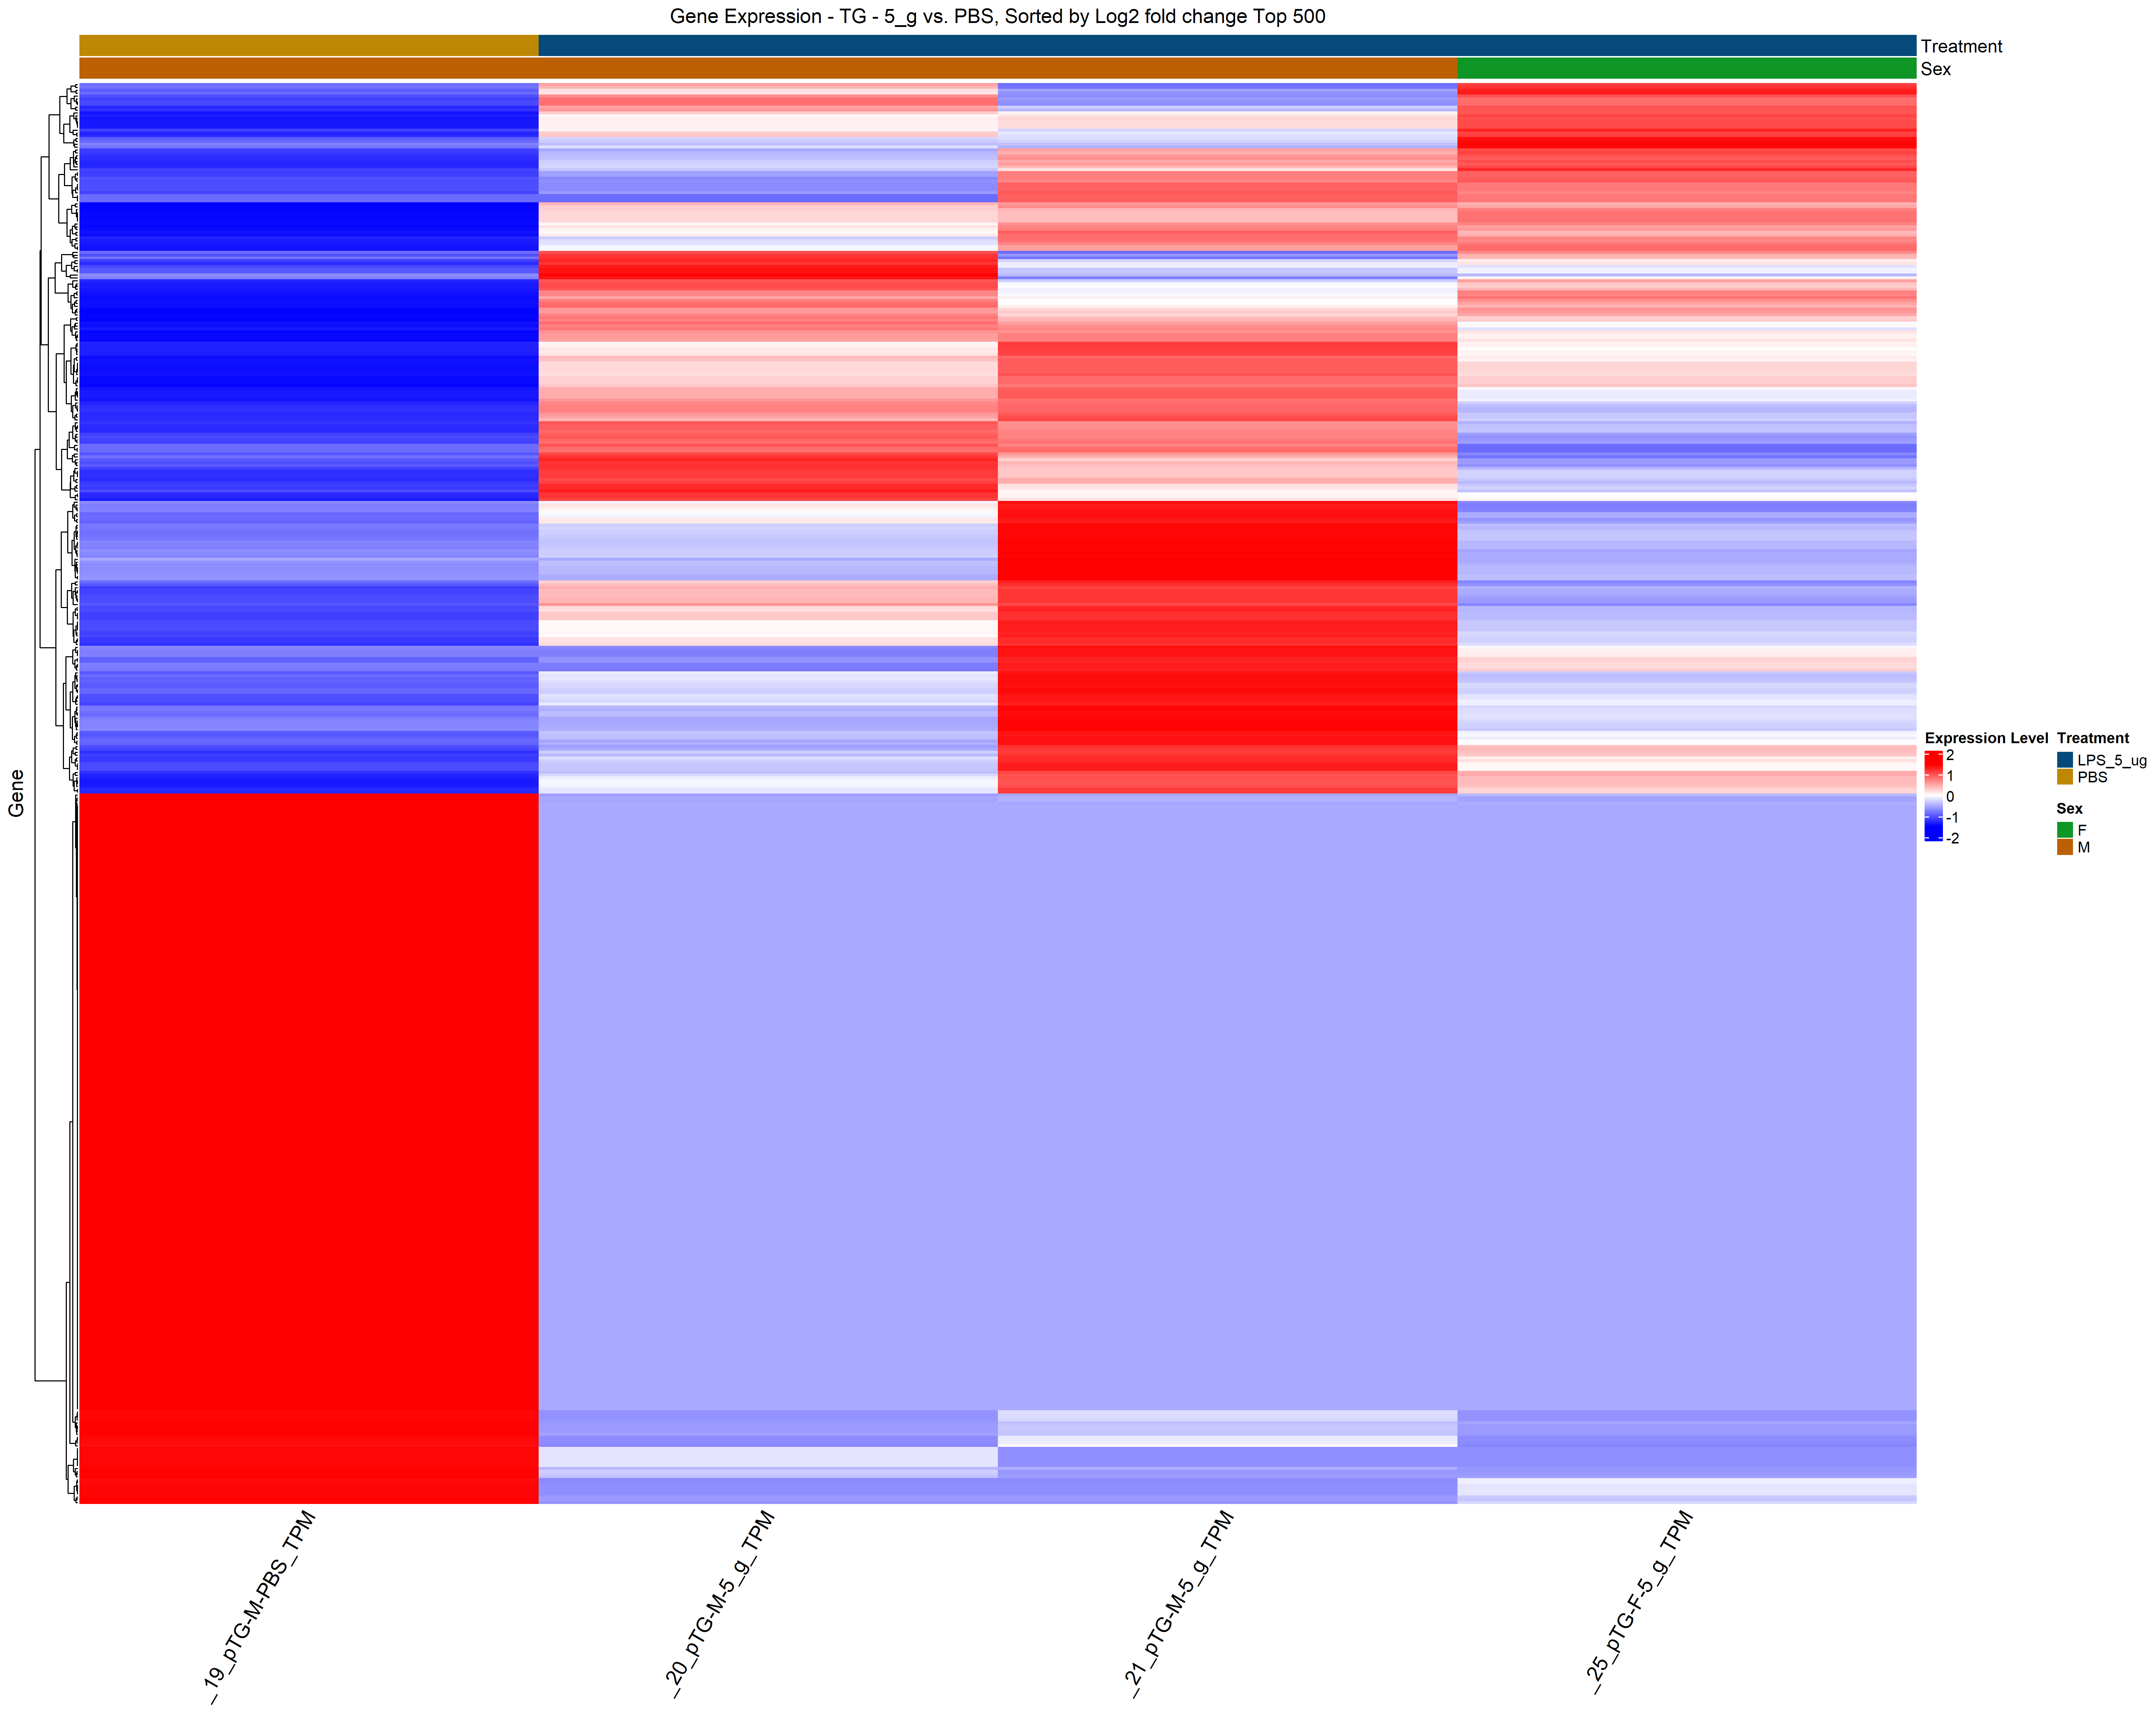 Gene Expression - TG - 5_g vs. PBS, Sorted by Log2 fold change Top 500
Treatment
Sex
Gene
Expression Level
2
1
0
-1
-2
Treatment
LPS_5_ug
PBS
Sex
F
M
_19_pTG-M-PBS_TPM
_20_pTG-M-5_g_TPM
_21_pTG-M-5_g_TPM
_25_pTG-F-5_g_TPM